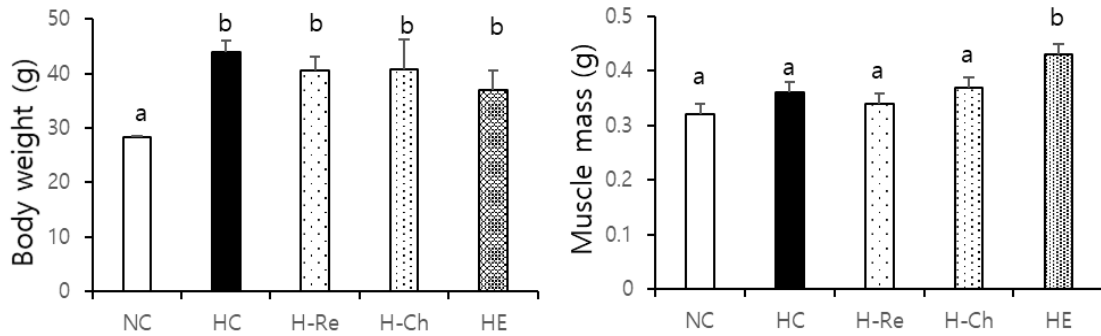 Body weight (g)
50
40
30
20
10
0
a
b
b
b
b
NC HC H-Re H-Ch HE
Muscle mass (g)
0.5
0.4
0.3
0.2
0.1
0
a
a
a
a
b
NC HC H-Re H-Ch HE